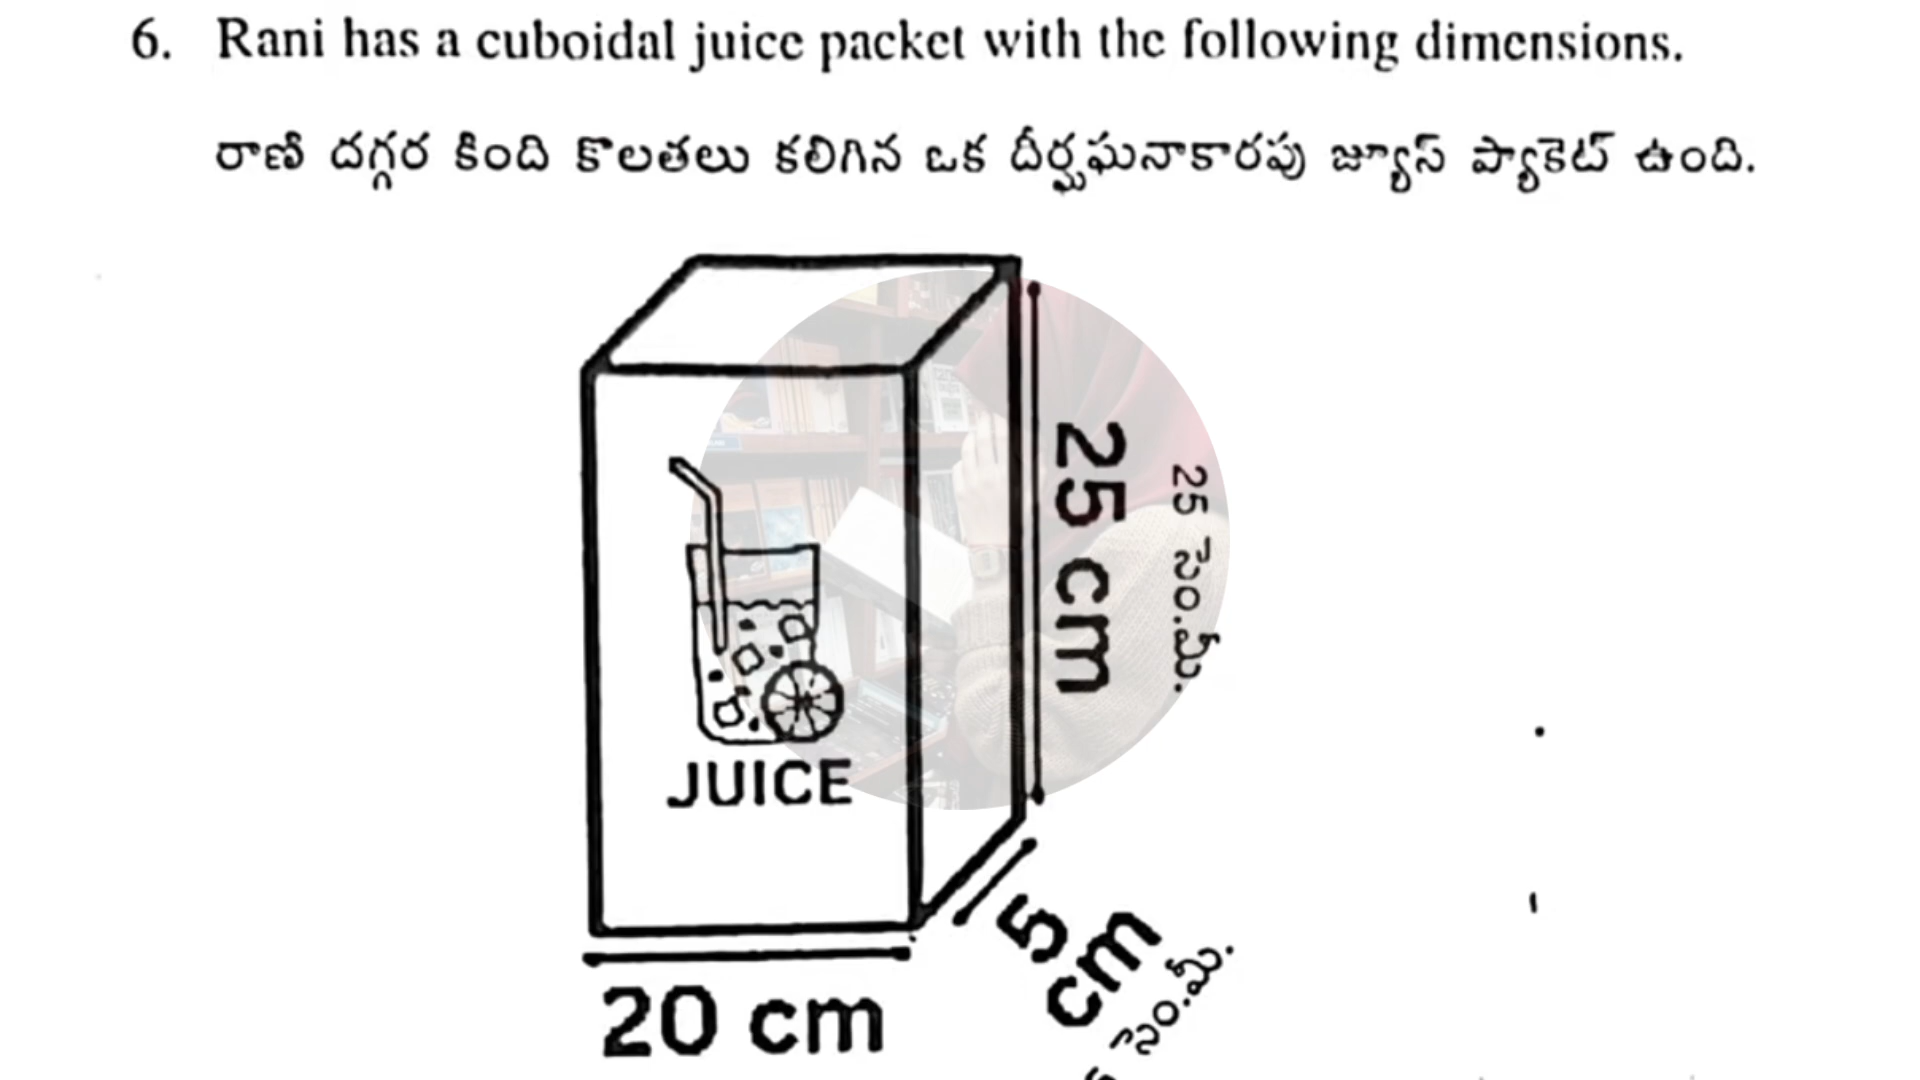 6. Rani has a cuboidal juice packet with the following dimensions.
రాణి దగ్గర కింది కొలతలు కలిగిన ఒక దీర్ఘఘనాకారపు జ్యూస్ ప్యాకెట్ ఉంది.
25 cm
25 సెం.మీ.
JUICE
5 cm
సెం.మీ.
20 cm